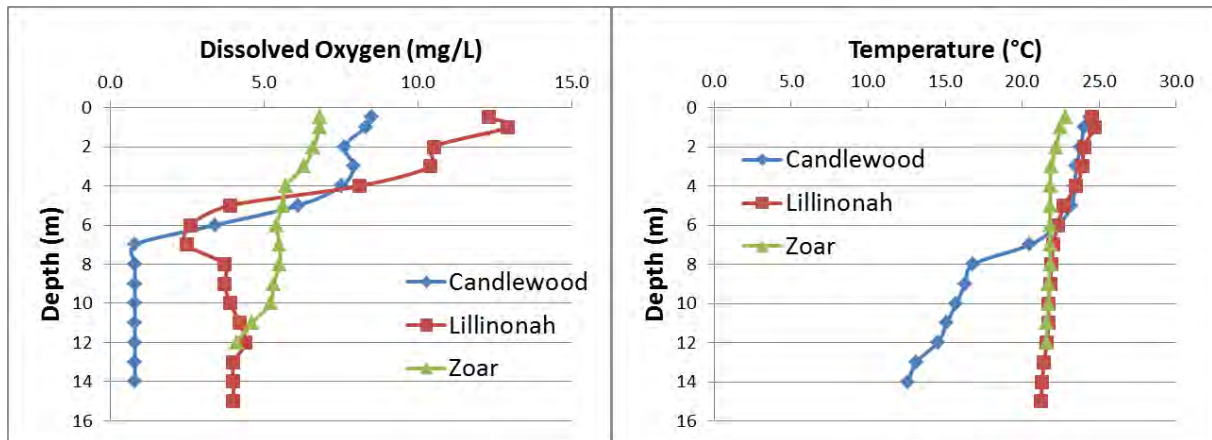 Dissolved Oxygen (mg/L)
0.0 5.0 10.0 15.0
0
2
4
6
8
10
12
14
16
Depth (m)
Candlewood
Lillinonah
Zoar
Temperature (°C)
0.0 5.0 10.0 15.0 20.0 25.0 30.0
0
2
4
6
8
10
12
14
16
Depth (m)
Candlewood
Lillinonah
Zoar